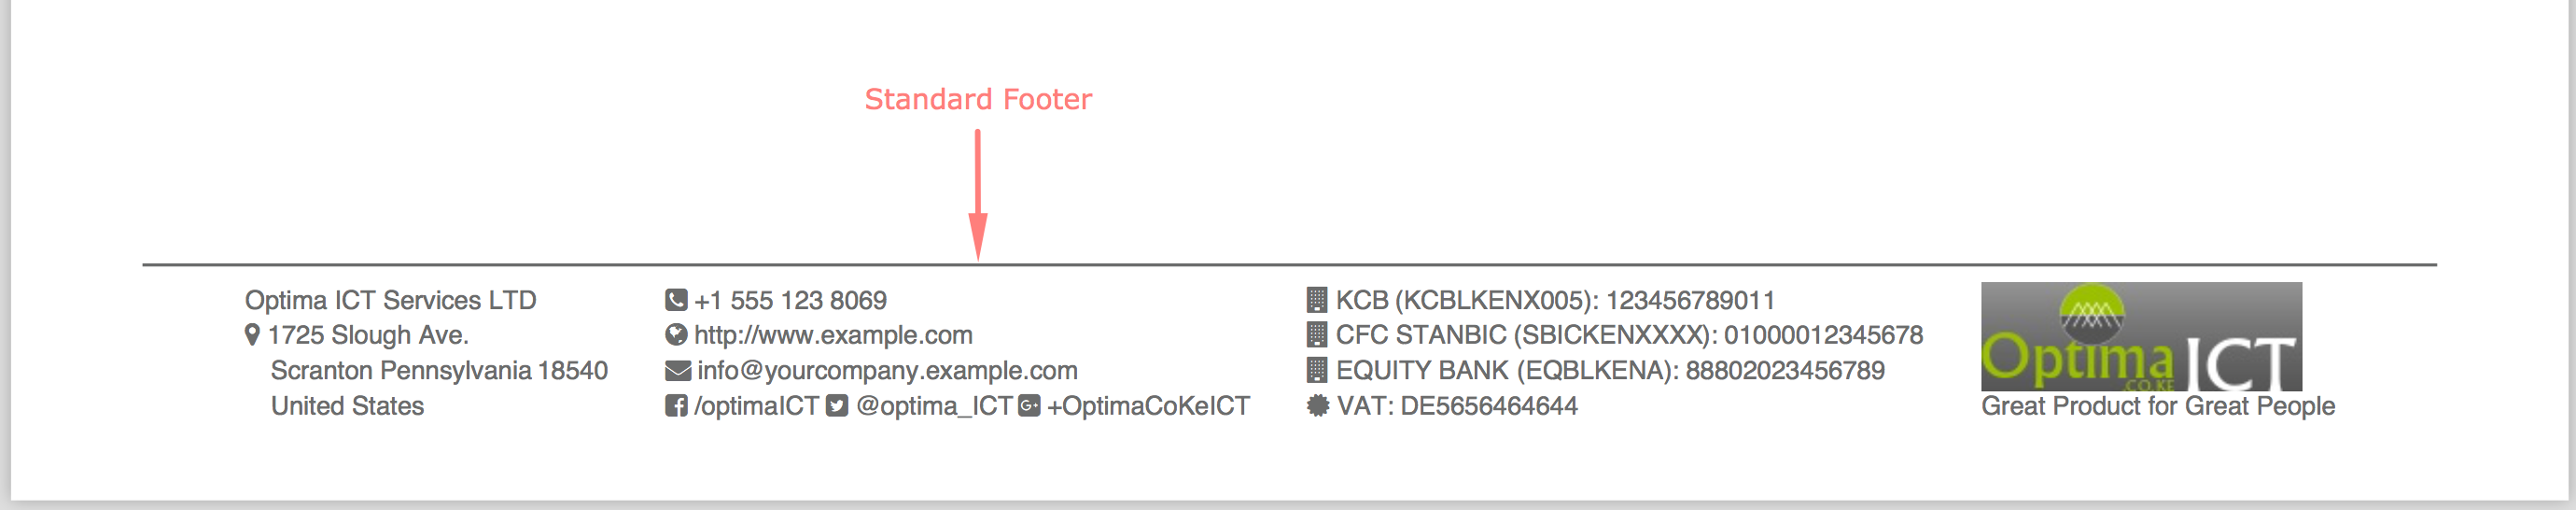 Standard Footer
Optima ICT Services LTD
1725 Slough Ave.
Scranton Pennsylvania 18540
United States
+1 555 123 8069
http://www.example.com
info@yourcompany.example.com
/optimaICT @optima_ICT G+ +OptimaCoKeICT
KCB (KCBLKENX005): 123456789011
CFC STANBIC (SBICKENXXXX): 01000012345678
EQUITY BANK (EQBLKENA): 88802023456789
VAT: DE5656464644
Optima ICT
.CO.KE
Great Product for Great People